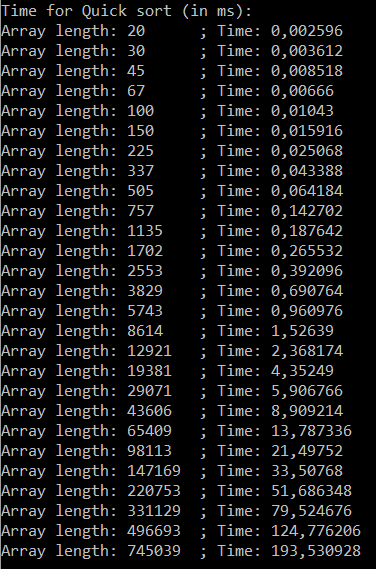 Time for Quick sort (in ms):
Array length: 20 ; Time: 0,002596
Array length: 30 ; Time: 0,003612
Array length: 45 ; Time: 0,008518
Array length: 67 ; Time: 0,00666
Array length: 100 ; Time: 0,01043
Array length: 150 ; Time: 0,015916
Array length: 225 ; Time: 0,025068
Array length: 337 ; Time: 0,043388
Array length: 505 ; Time: 0,064184
Array length: 757 ; Time: 0,142702
Array length: 1135 ; Time: 0,187642
Array length: 1702 ; Time: 0,265532
Array length: 2553 ; Time: 0,392096
Array length: 3829 ; Time: 0,690764
Array length: 5743 ; Time: 0,960976
Array length: 8614 ; Time: 1,52639
Array length: 12921 ; Time: 2,368174
Array length: 19381 ; Time: 4,35249
Array length: 29071 ; Time: 5,906766
Array length: 43606 ; Time: 8,909214
Array length: 65409 ; Time: 13,787336
Array length: 98113 ; Time: 21,49752
Array length: 147169 ; Time: 33,50768
Array length: 220753 ; Time: 51,686348
Array length: 331129 ; Time: 79,524676
Array length: 496693 ; Time: 124,776206
Array length: 745039 ; Time: 193,530928